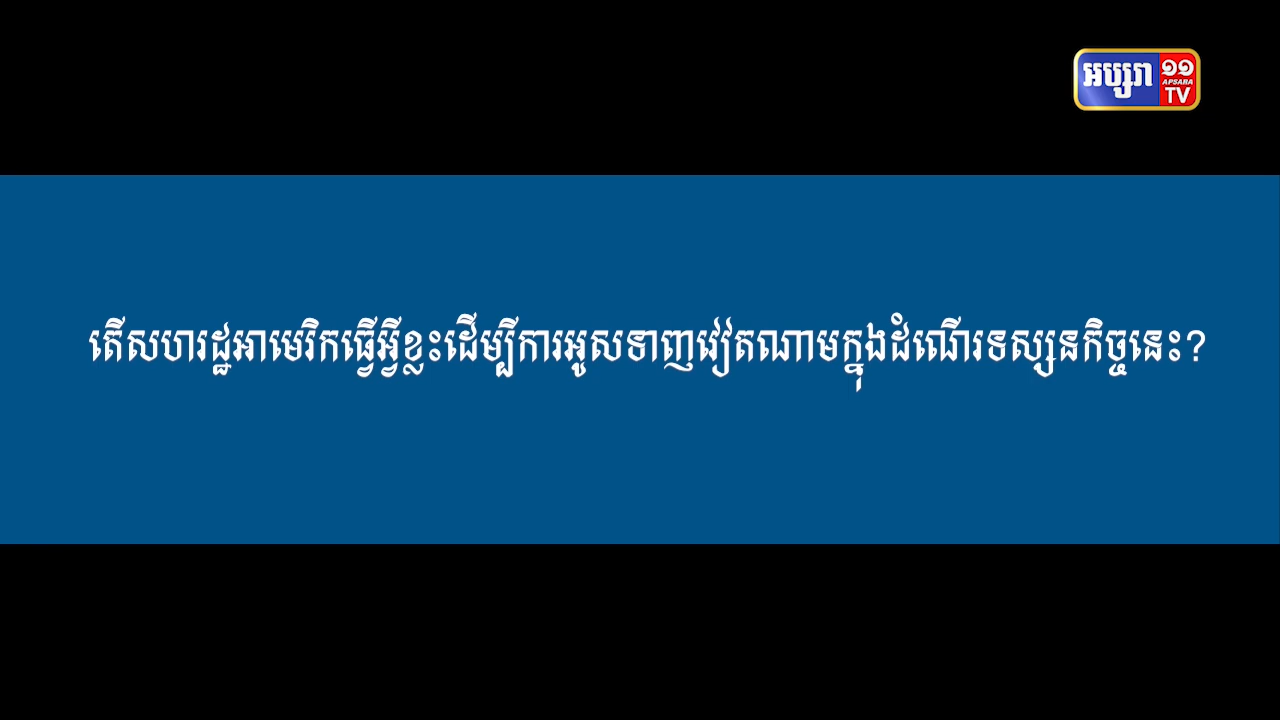 អប្សរា ១១
APSARA
TV
តើសហរដ្ឋអាមេរិកធ្វើអ្វីខ្លះដើម្បីការអូសទាញវៀតណាមក្នុងដំណើរទស្សនកិច្ចនេះ?